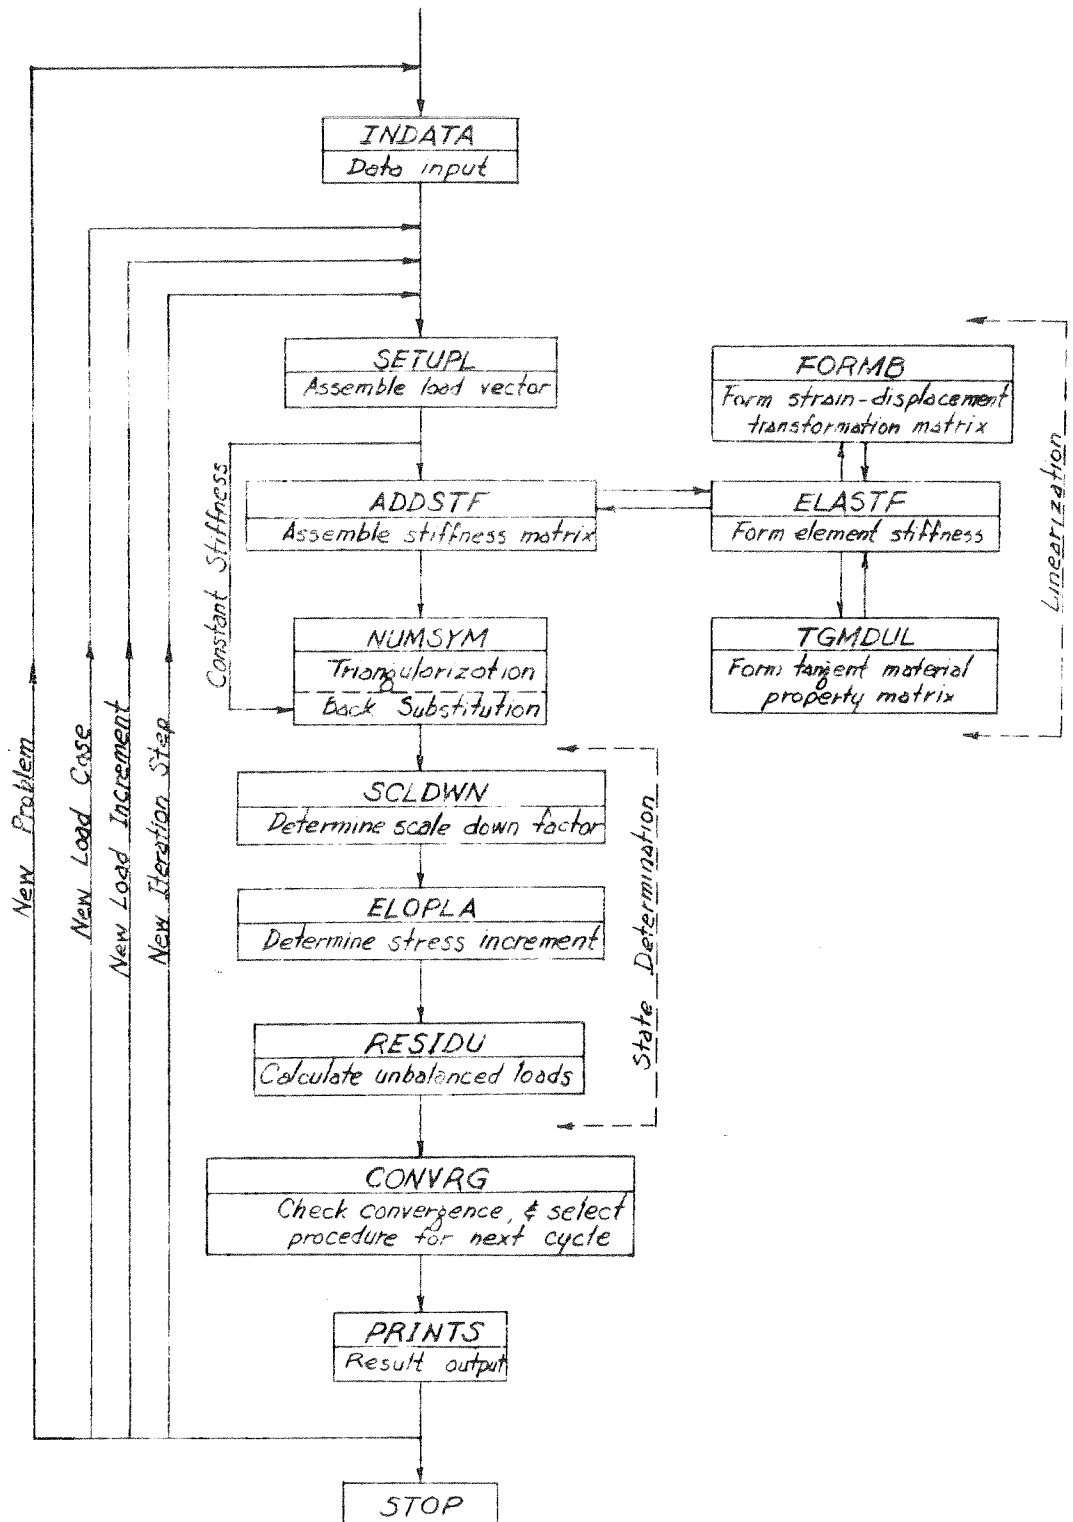 INDATA
Data input
SETUPL
Assemble load vector
FORMB
Form strain-displacement
transformation matrix
ADDSTF
Assemble stiffness matrix
ELASTF
Form element stiffness
Linearization
Constant Stiffness
NUMSYM
Triangularization
Back Substitution
TGMDUL
Form tangent material
property matrix
New Problem
New Load Case
New Load Increment
New Iteration Step
SCLDWN
Determine scale down factor
ELOPLA
Determine stress increment
State Determination
RESIDU
Calculate unbalanced loads
CONVRG
Check convergence, & select
procedure for next cycle
PRINTS
Result output
STOP